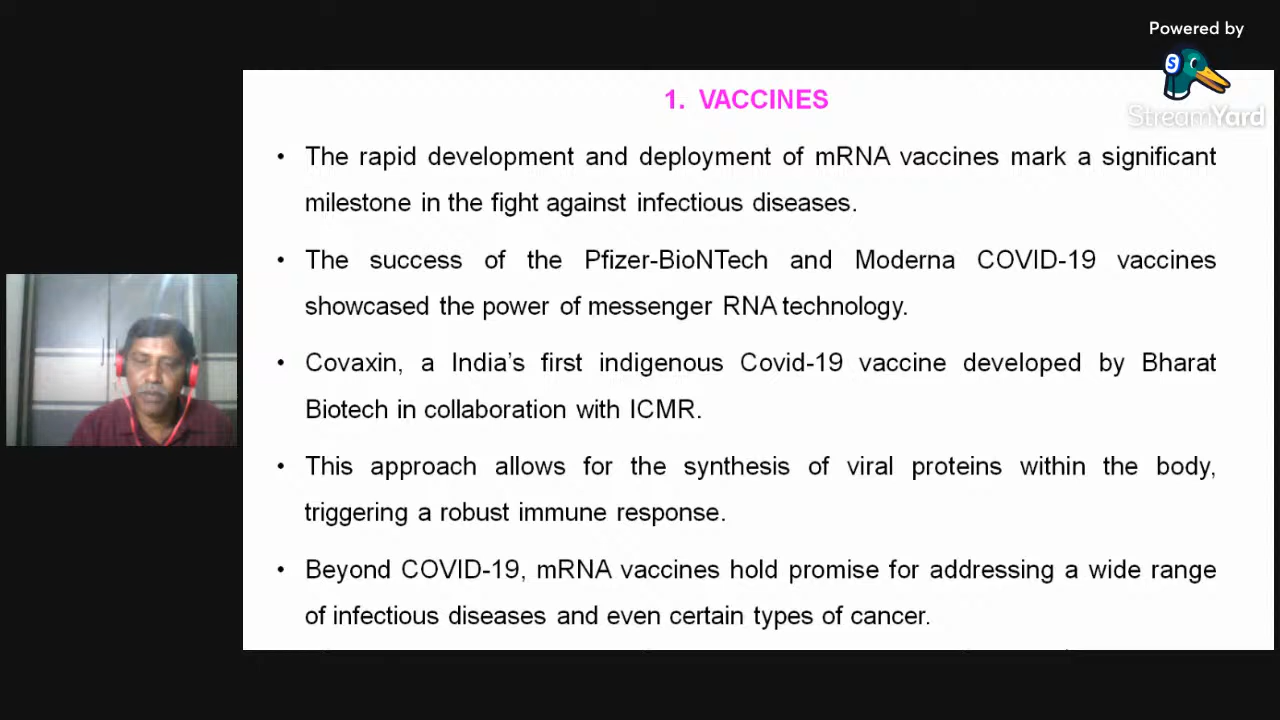 Powered by
S
StreamYard
1. VACCINES
• The rapid development and deployment of mRNA vaccines mark a significant
milestone in the fight against infectious diseases.
• The success of the Pfizer-BioNTech and Moderna COVID-19 vaccines
showcased the power of messenger RNA technology.
• Covaxin, a India’s first indigenous Covid-19 vaccine developed by Bharat
Biotech in collaboration with ICMR.
• This approach allows for the synthesis of viral proteins within the body,
triggering a robust immune response.
• Beyond COVID-19, mRNA vaccines hold promise for addressing a wide range
of infectious diseases and even certain types of cancer.